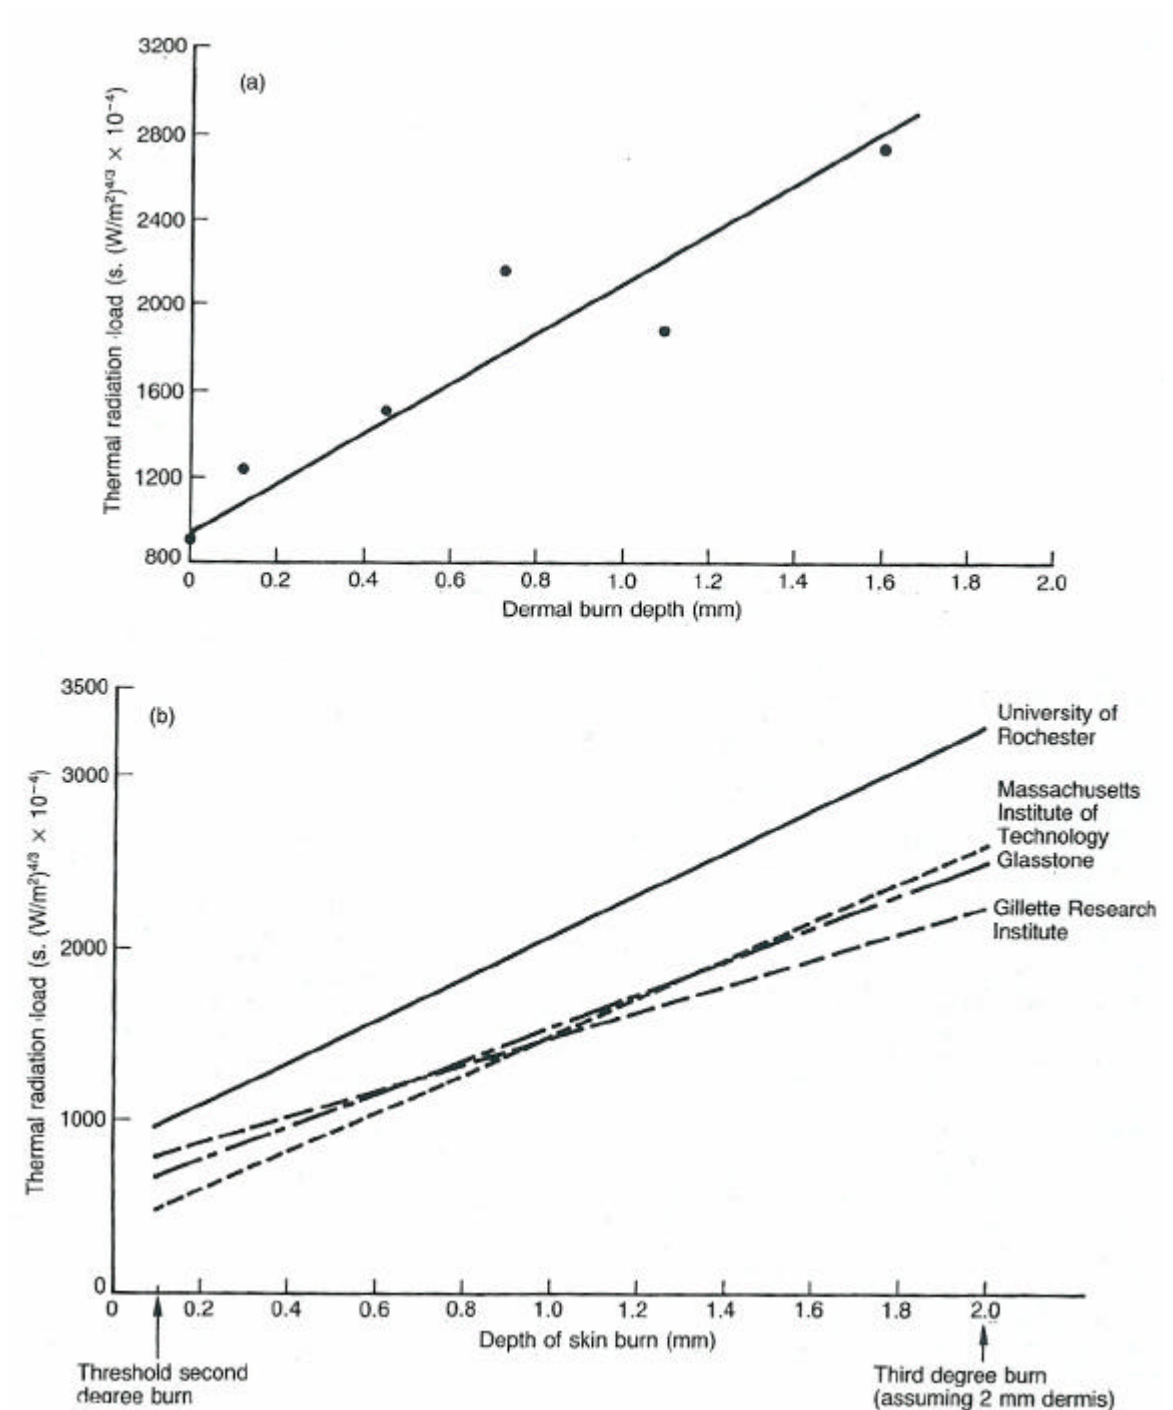 (a)
Thermal radiation load (s. (W/m²)⁴ᐟ³ × 10⁻⁴)
3200
2800
2400
2000
1600
1200
800
0 0.2 0.4 0.6 0.8 1.0 1.2 1.4 1.6 1.8 2.0
Dermal burn depth (mm)
(b)
Thermal radiation load (s. (W/m²)⁴ᐟ³ × 10⁻⁴)
3500
3000
2000
1000
0
University of
Rochester
Massachusetts
Institute of
Technology
Glasstone
Gillette Research
Institute
0 0.2 0.4 0.6 0.8 1.0 1.2 1.4 1.6 1.8 2.0
Depth of skin burn (mm)
Threshold second
degree burn
Third degree burn
(assuming 2 mm dermis)